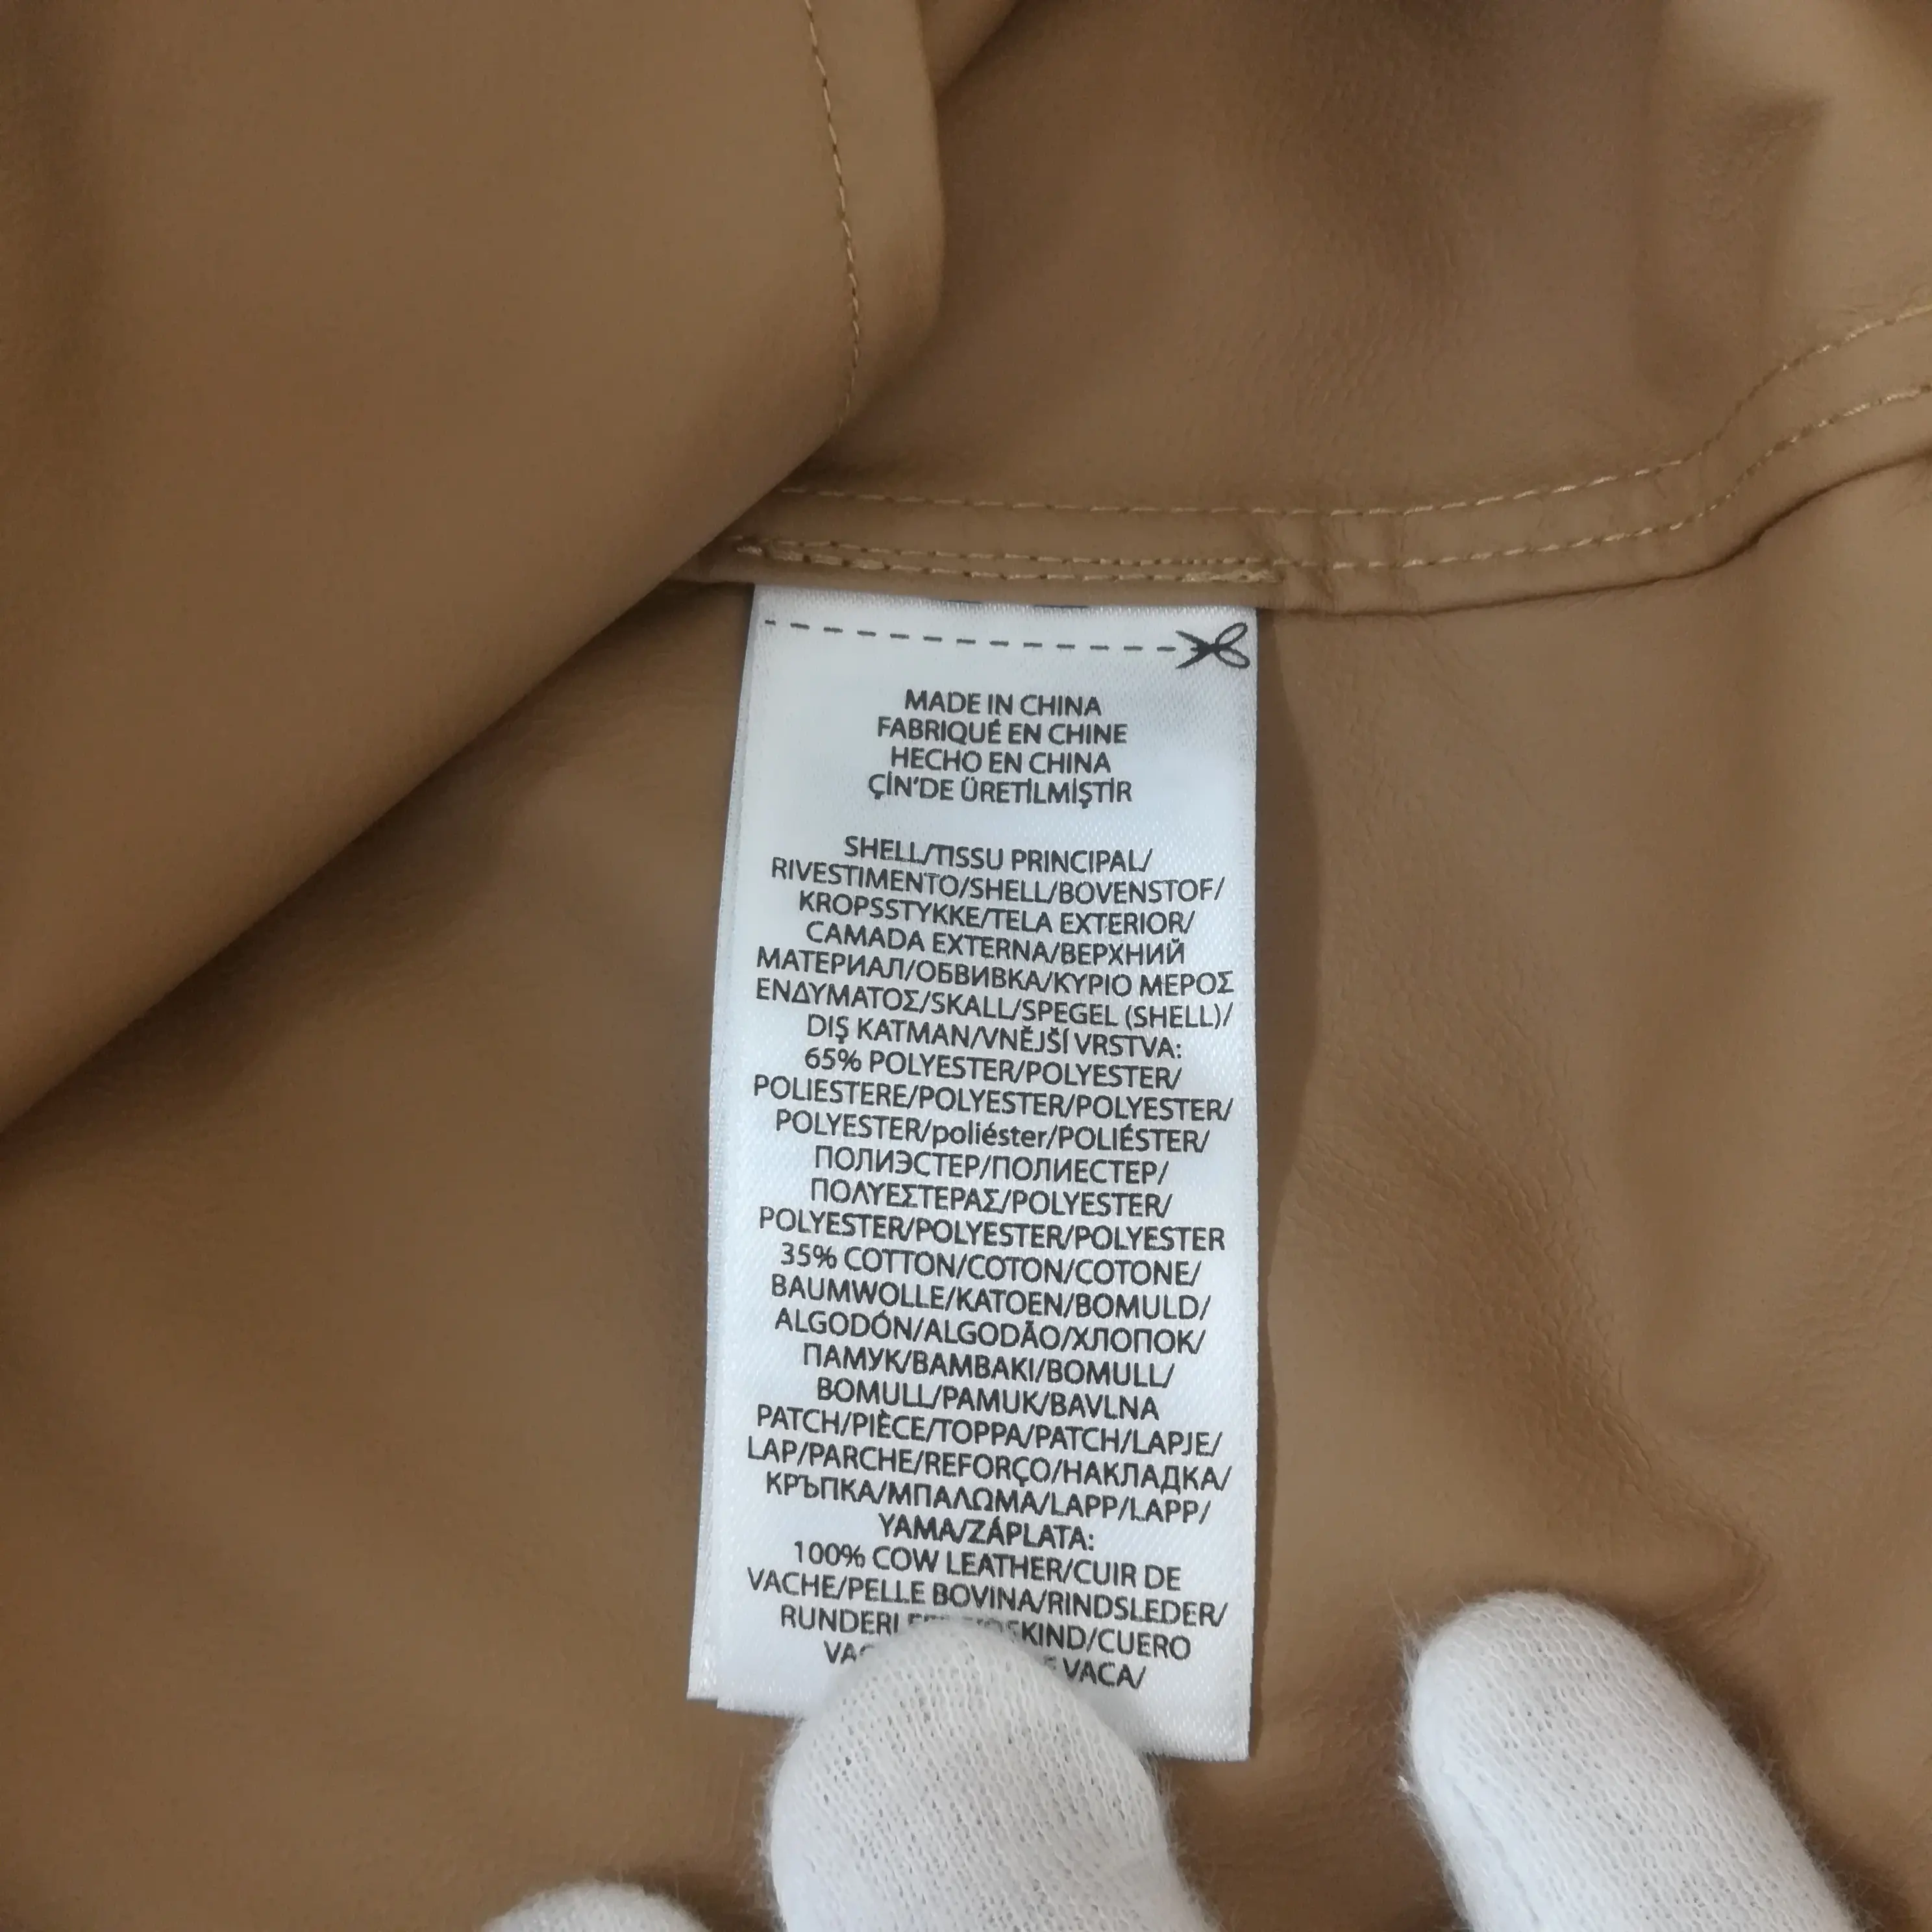 MADE IN CHINA
FABRIQUÉ EN CHINE
HECHO EN CHINA
ÇİN'DE ÜRETİLMİŞTİR
SHELL/TISSU PRINCIPAL/
RIVESTIMENTO/SHELL/BOVENSTOF/
KROPSSTYKKE/TELA EXTERIOR/
CAMADA EXTERNA/ВЕРХНИЙ
МАТЕРИАЛ/ОБВИВКА/ΚΥΡΙΟ ΜΕΡΟΣ
ΕΝΔΥΜΑΤΟΣ/SKALL/SPEGEL (SHELL)/
DIŞ KATMAN/VNĚJŠÍ VRSTVA:
65% POLYESTER/POLYESTER/
POLIESTERE/POLYESTER/POLYESTER/
POLYESTER/poliéster/POLIÉSTER/
ПОЛИЭСТЕР/ПОЛИЕСТЕР/
ΠΟΛΥΕΣΤΕΡΑΣ/POLYESTER/
POLYESTER/POLYESTER/POLYESTER
35% COTTON/COTON/COTONE/
BAUMWOLLE/KATOEN/BOMULD/
ALGODÓN/ALGODÃO/ХЛОПОК/
ПАМУК/ΒΑΜΒΑΚΙ/BOMULL/
BOMULL/PAMUK/BAVLNA
PATCH/PIÈCE/TOPPA/PATCH/LAPJE/
LAP/PARCHE/REFORÇO/НАКЛАДКА/
КРЪПКА/ΜΠΑΛΩΜΑ/LAPP/LAPP/
YAMA/ZÁPLATA:
100% COW LEATHER/CUIR DE
VACHE/PELLE BOVINA/RINDSLEDER/
CUERO
VACA/